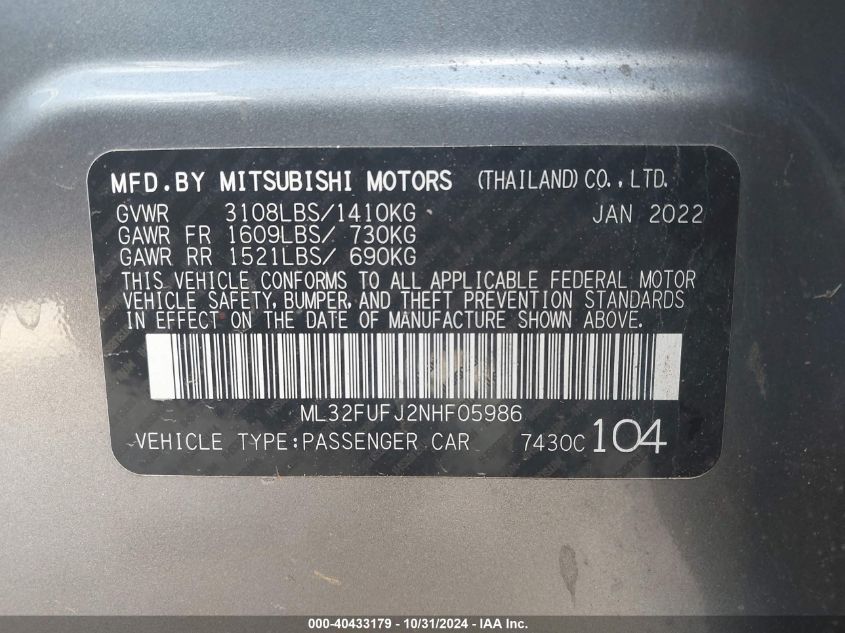 MFD.BY MITSUBISHI MOTORS (THAILAND) CO.,LTD.
GVWR 3108LBS/1410KG JAN 2022
GAWR FR 1609LBS/ 730KG
GAWR RR 1521LBS/ 690KG
THIS VEHICLE CONFORMS TO ALL APPLICABLE FEDERAL MOTOR
VEHICLE SAFETY, BUMPER, AND THEFT PREVENTION STANDARDS
IN EFFECT ON THE DATE OF MANUFACTURE SHOWN ABOVE.
ML32FUFJ2NHF05986
VEHICLE TYPE:PASSENGER CAR 7430C 104
000-40433179 - 10/31/2024 - IAA Inc.